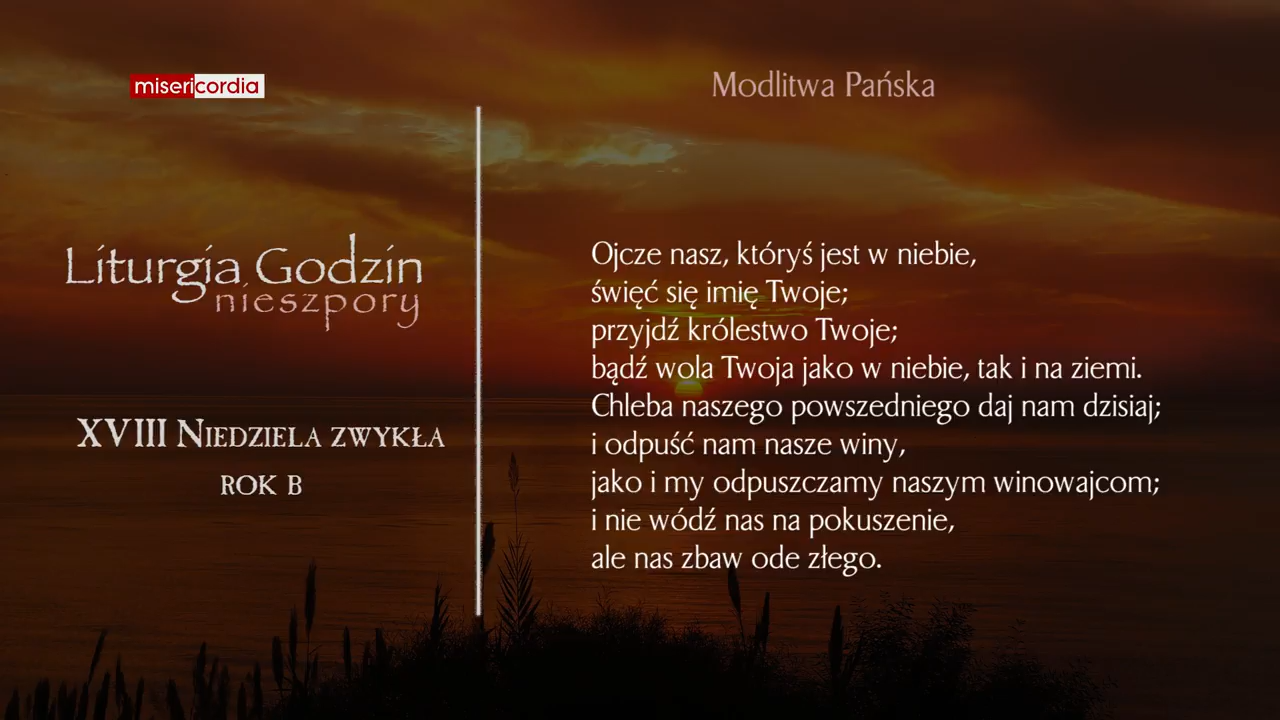 misericordia
Liturgia Godzin
nieszpory
XVIII Niedziela zwykła
rok B
Modlitwa Pańska
Ojcze nasz, któryś jest w niebie,
święć się imię Twoje;
przyjdź królestwo Twoje;
bądź wola Twoja jako w niebie, tak i na ziemi.
Chleba naszego powszedniego daj nam dzisiaj;
i odpuść nam nasze winy,
jako i my odpuszczamy naszym winowajcom;
i nie wódź nas na pokuszenie,
ale nas zbaw ode złego.